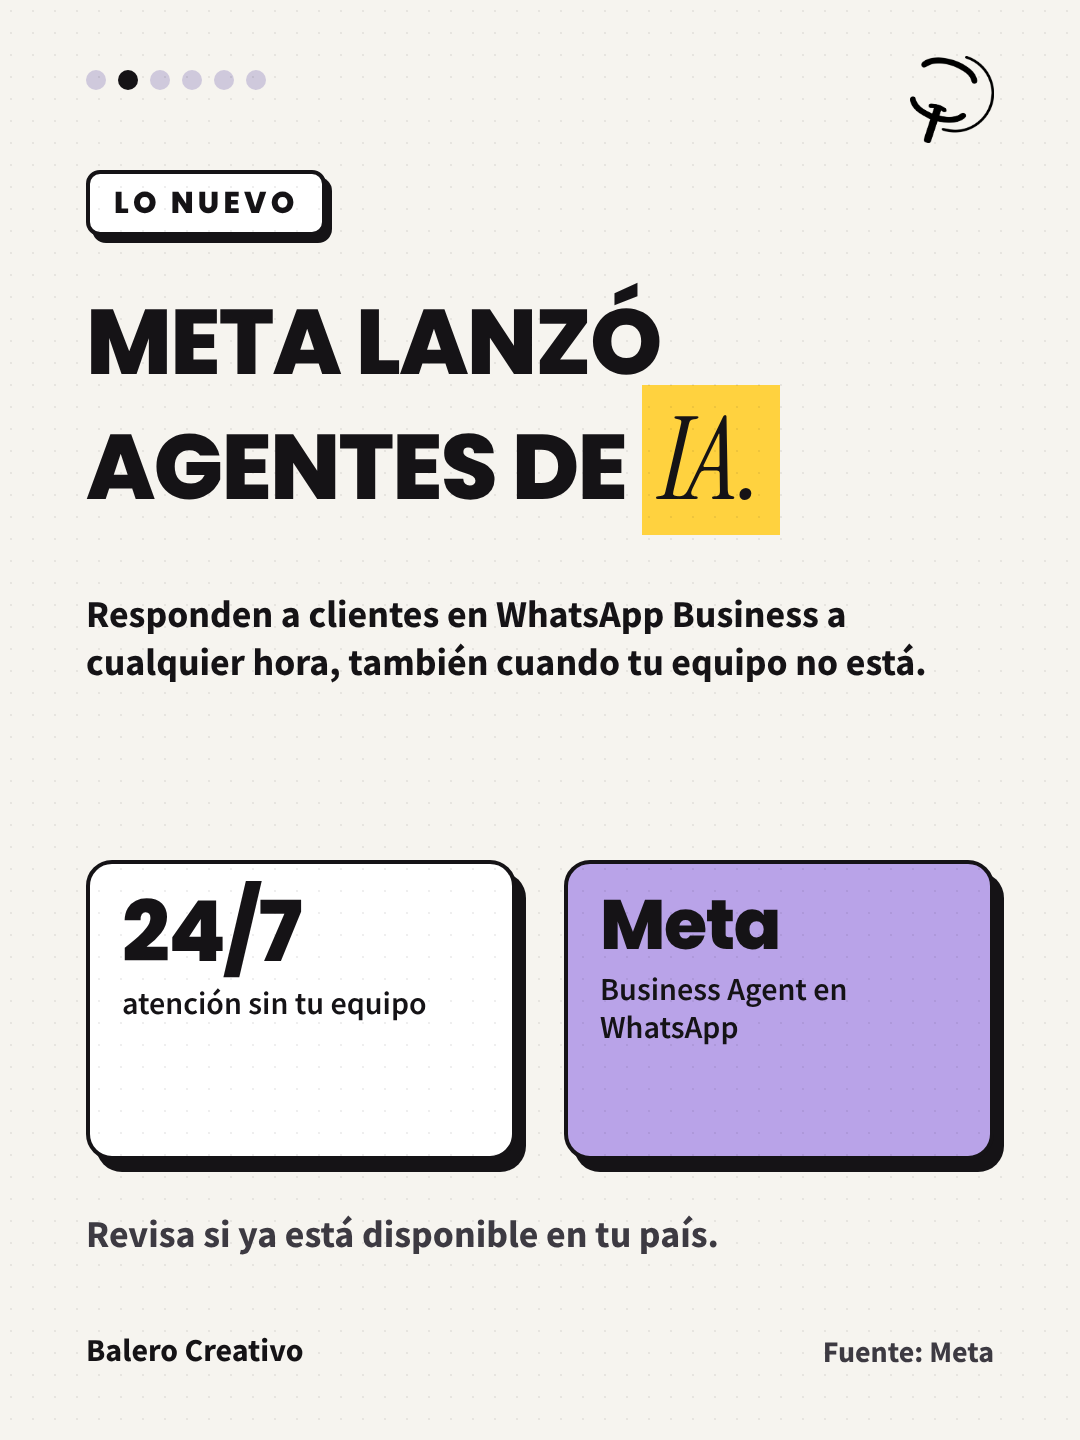 LO NUEVO
META LANZÓ
AGENTES DE IA.
Responden a clientes en WhatsApp Business a
cualquier hora, también cuando tu equipo no está.
24/7
atención sin tu equipo
Meta
Business Agent en
WhatsApp
Revisa si ya está disponible en tu país.
Balero Creativo
Fuente: Meta